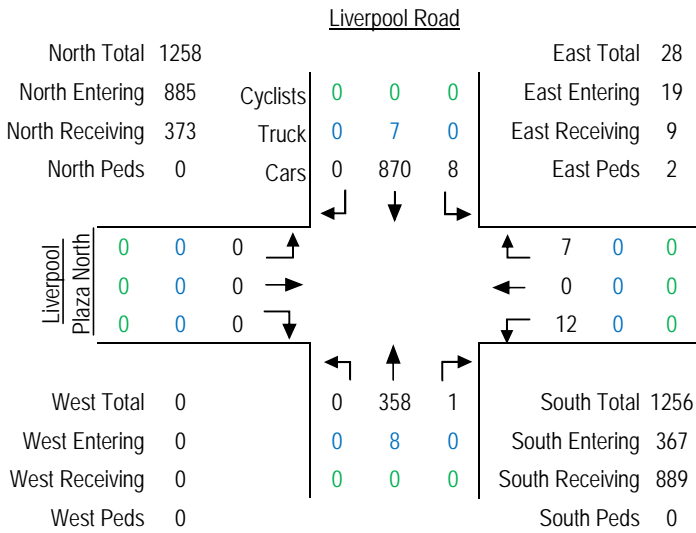 Liverpool Road
North Total 1258
East Total 28
North Entering 885
Cyclists 0 0 0
East Entering 19
North Receiving 373
Truck 0 7 0
East Receiving 9
North Peds 0
Cars 0 870 8
East Peds 2
Liverpool
Plaza North
0 0 0
7 0 0
0 0 0
0 0 0
0 0 0
12 0 0
West Total 0
0 358 1
South Total 1256
West Entering 0
0 8 0
South Entering 367
West Receiving 0
0 0 0
South Receiving 889
West Peds 0
South Peds 0